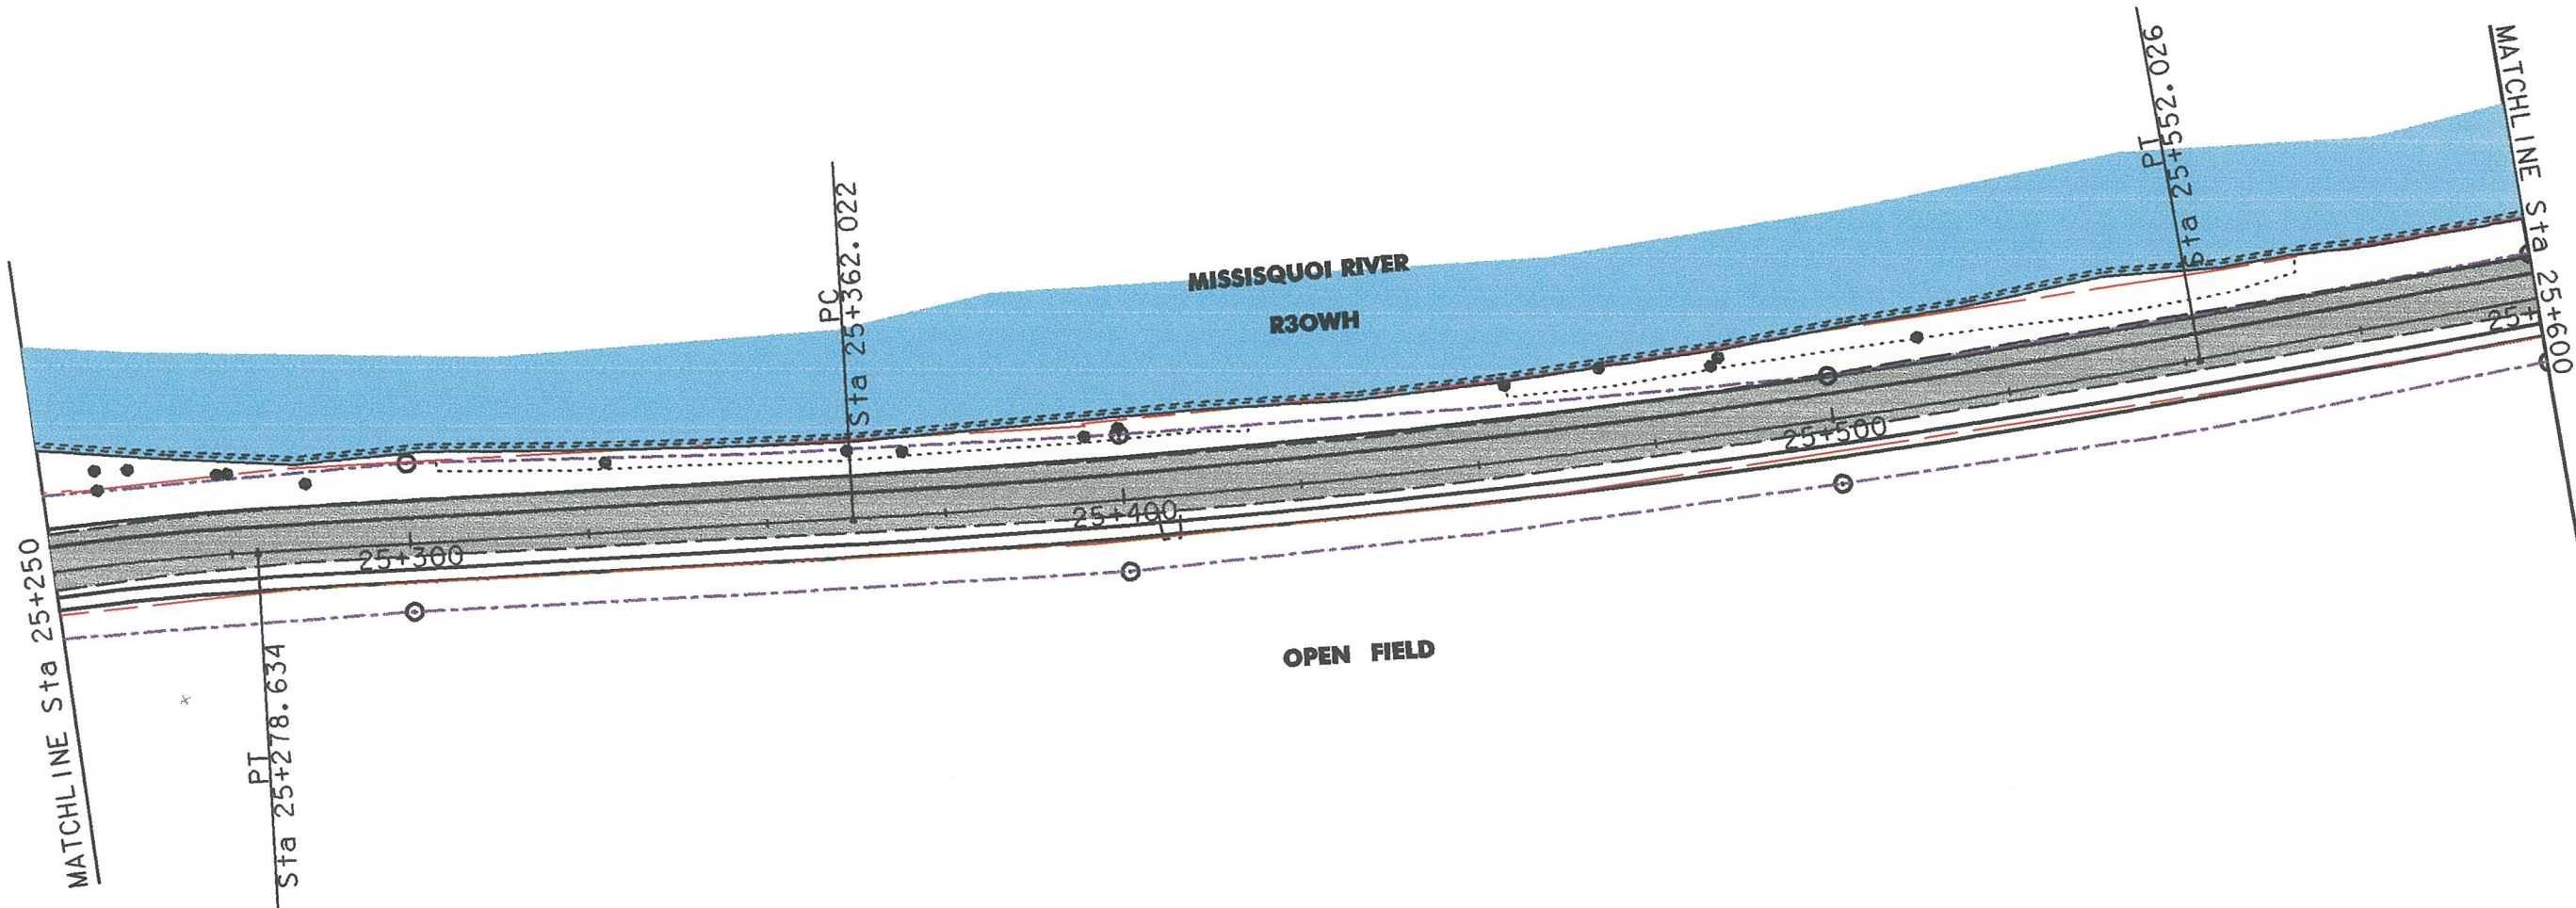 MATCHLINE Sta 25+250
PT
Sta 25+278.634
25+300
PC
Sta 25+362.022
25+400
MISSISQUOI RIVER
R3OWH
OPEN FIELD
25+500
PT
Sta 25+552.026
25+
MATCHLINE Sta 25+600